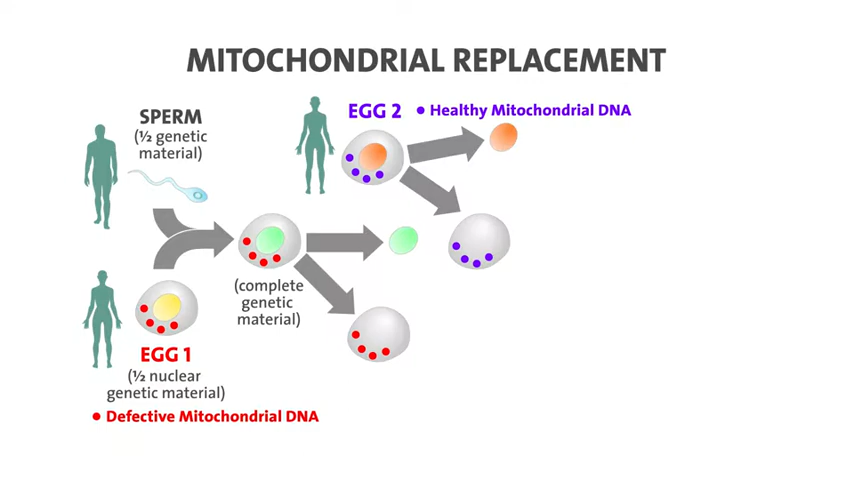 MITOCHONDRIAL REPLACEMENT
SPERM
(½ genetic
material)
EGG 2
• Healthy Mitochondrial DNA
(complete
genetic
material)
EGG 1
(½ nuclear
genetic material)
• Defective Mitochondrial DNA